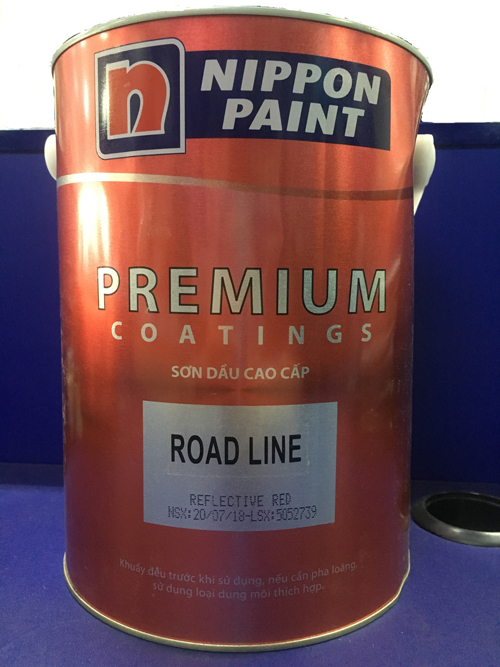 n
NIPPON
PAINT
PREMIUM
COATINGS
SƠN DẦU CAO CẤP
ROAD LINE
REFLECTIVE RED
NSX:20/07/18-LSX:5052739
Khuấy đều trước khi sử dụng, nếu cần pha loãng,
sử dụng loại dung môi thích hợp.